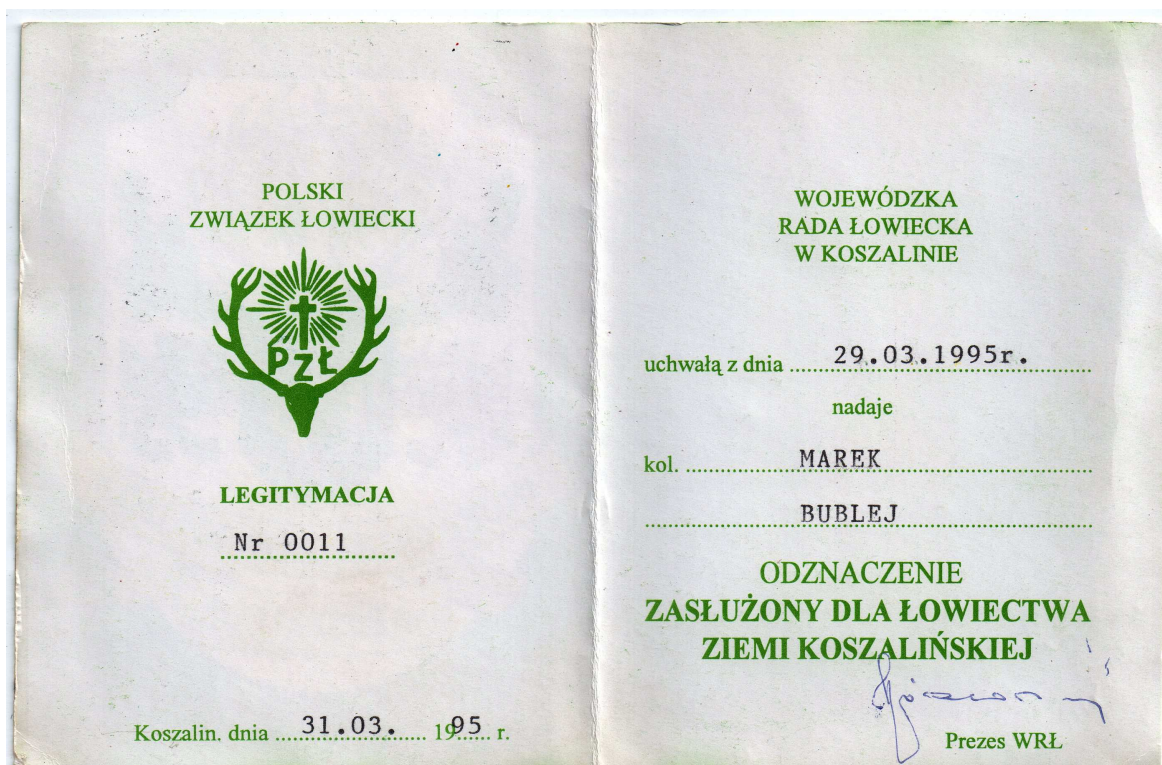 POLSKI
ZWIĄZEK ŁOWIECKI
PZŁ
LEGITYMACJA
Nr 0011
Koszalin. dnia 31.03. 1995 r.
WOJEWÓDZKA
RADA ŁOWIECKA
W KOSZALINIE
uchwałą z dnia 29.03.1995r.
nadaje
kol. MAREK
BUBLEJ
ODZNACZENIE
ZASŁUŻONY DLA ŁOWIECTWA
ZIEMI KOSZALIŃSKIEJ
Prezes WRŁ